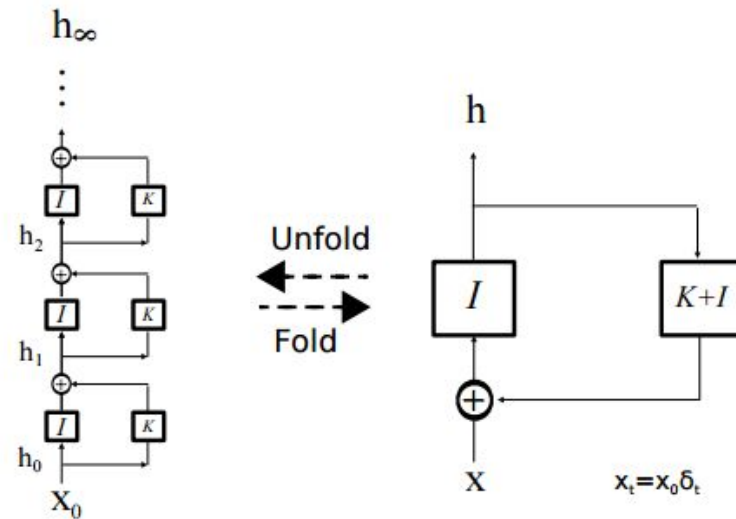 h∞
⋮
+
I K
h₂
+
I K
h₁
+
I K
h₀
x₀
Unfold
Fold
h
I
K+I
+
x
xₜ=x₀δₜ